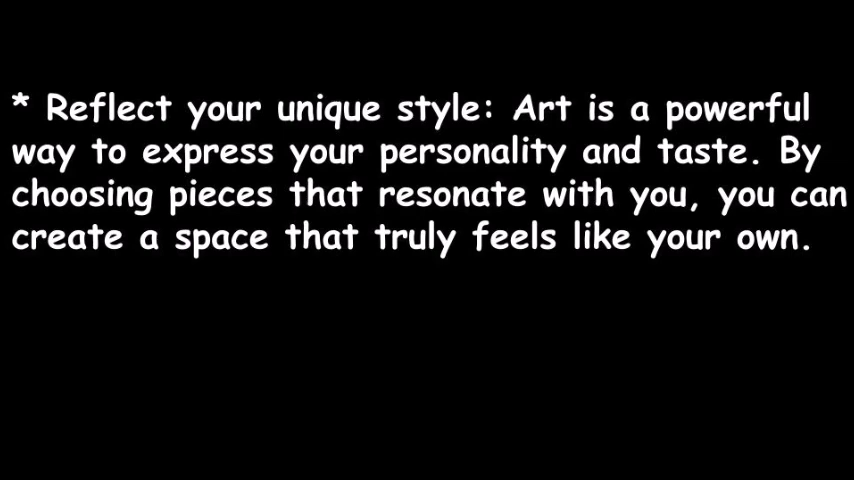 * Reflect your unique style: Art is a powerful
way to express your personality and taste. By
choosing pieces that resonate with you, you can
create a space that truly feels like your own.